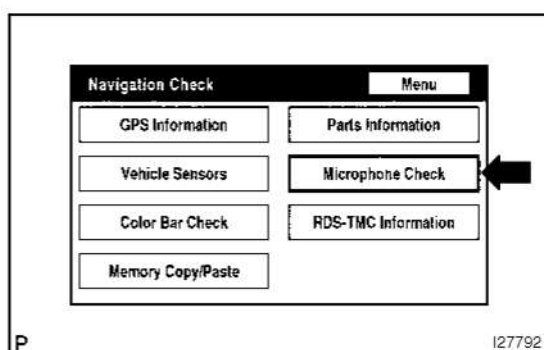 Navigation Check
Menu
GPS Information
Parts Information
Vehicle Sensors
Microphone Check
Color Bar Check
RDS-TMC Information
Memory Copy/Paste
P
I27792